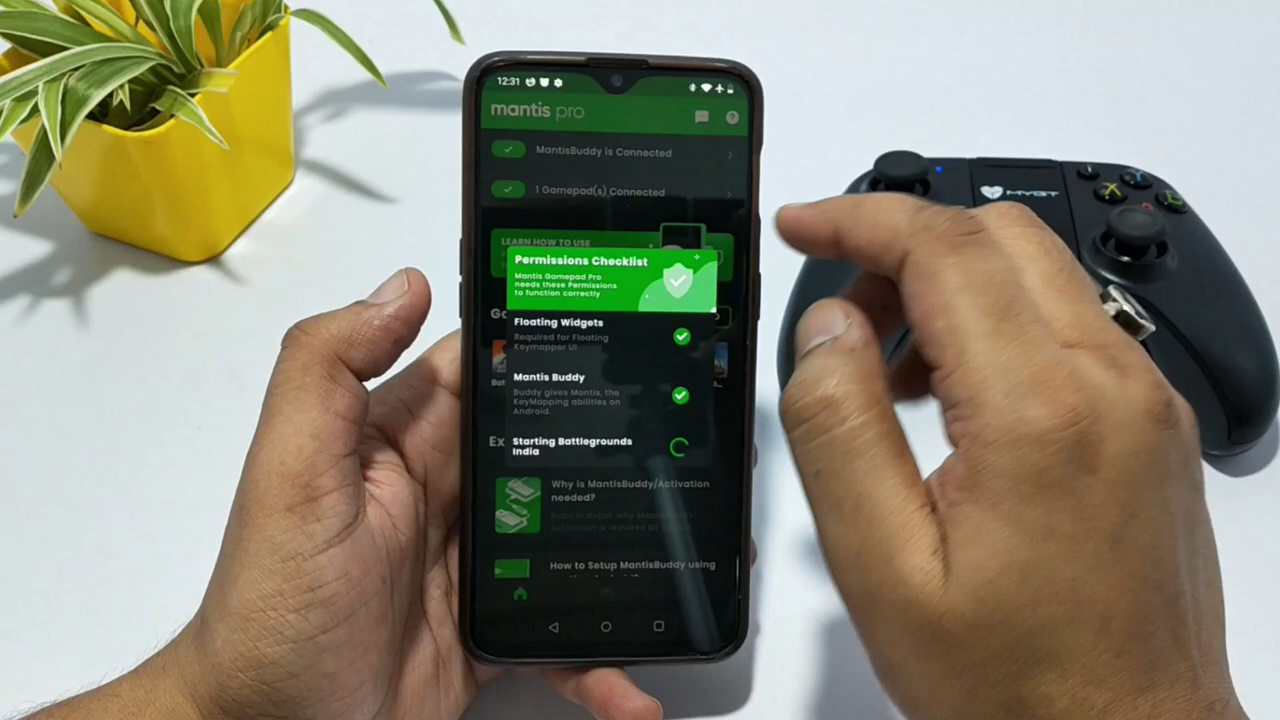 12:31
mantis pro
MantisBuddy is Connected
1 Gamepad(s) Connected
LEARN HOW TO USE
Permissions Checklist
Mantis Gamepad Pro
needs these Permissions
to function correctly
Floating Widgets
Required for Floating
Keymapper UI
Mantis Buddy
Buddy gives Mantis, the
KeyMapping abilities on
Android.
Starting Battlegrounds
India
Why is MantisBuddy/Activation
needed?
How to Setup MantisBuddy using
MYGT
X
Y